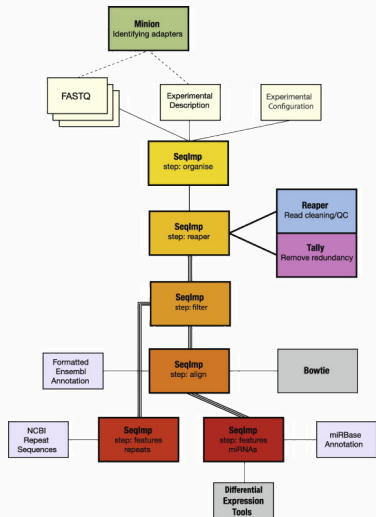 Minion
Identifying adapters
FASTQ
Experimental
Description
Experimental
Configuration
SeqImp
step: organise
SeqImp
step: reaper
Reaper
Read cleaning/QC
Tally
Remove redundancy
SeqImp
step: filter
Formatted
Ensembl
Annotation
SeqImp
step: align
Bowtie
NCBI
Repeat
Sequences
SeqImp
step: features
repeats
SeqImp
step: features
miRNAs
miRBase
Annotation
Differential
Expression
Tools